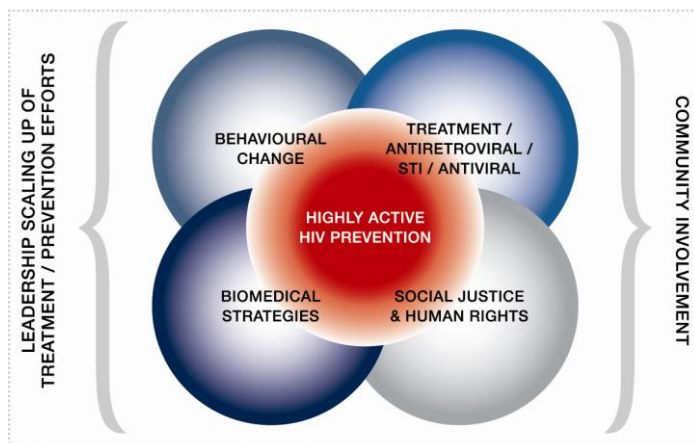 LEADERSHIP SCALING UP OF
TREATMENT / PREVENTION EFFORTS
BEHAVIOURAL
CHANGE
TREATMENT /
ANTIRETROVIRAL /
STI / ANTIVIRAL
HIGHLY ACTIVE
HIV PREVENTION
BIOMEDICAL
STRATEGIES
SOCIAL JUSTICE
& HUMAN RIGHTS
COMMUNITY INVOLVEMENT